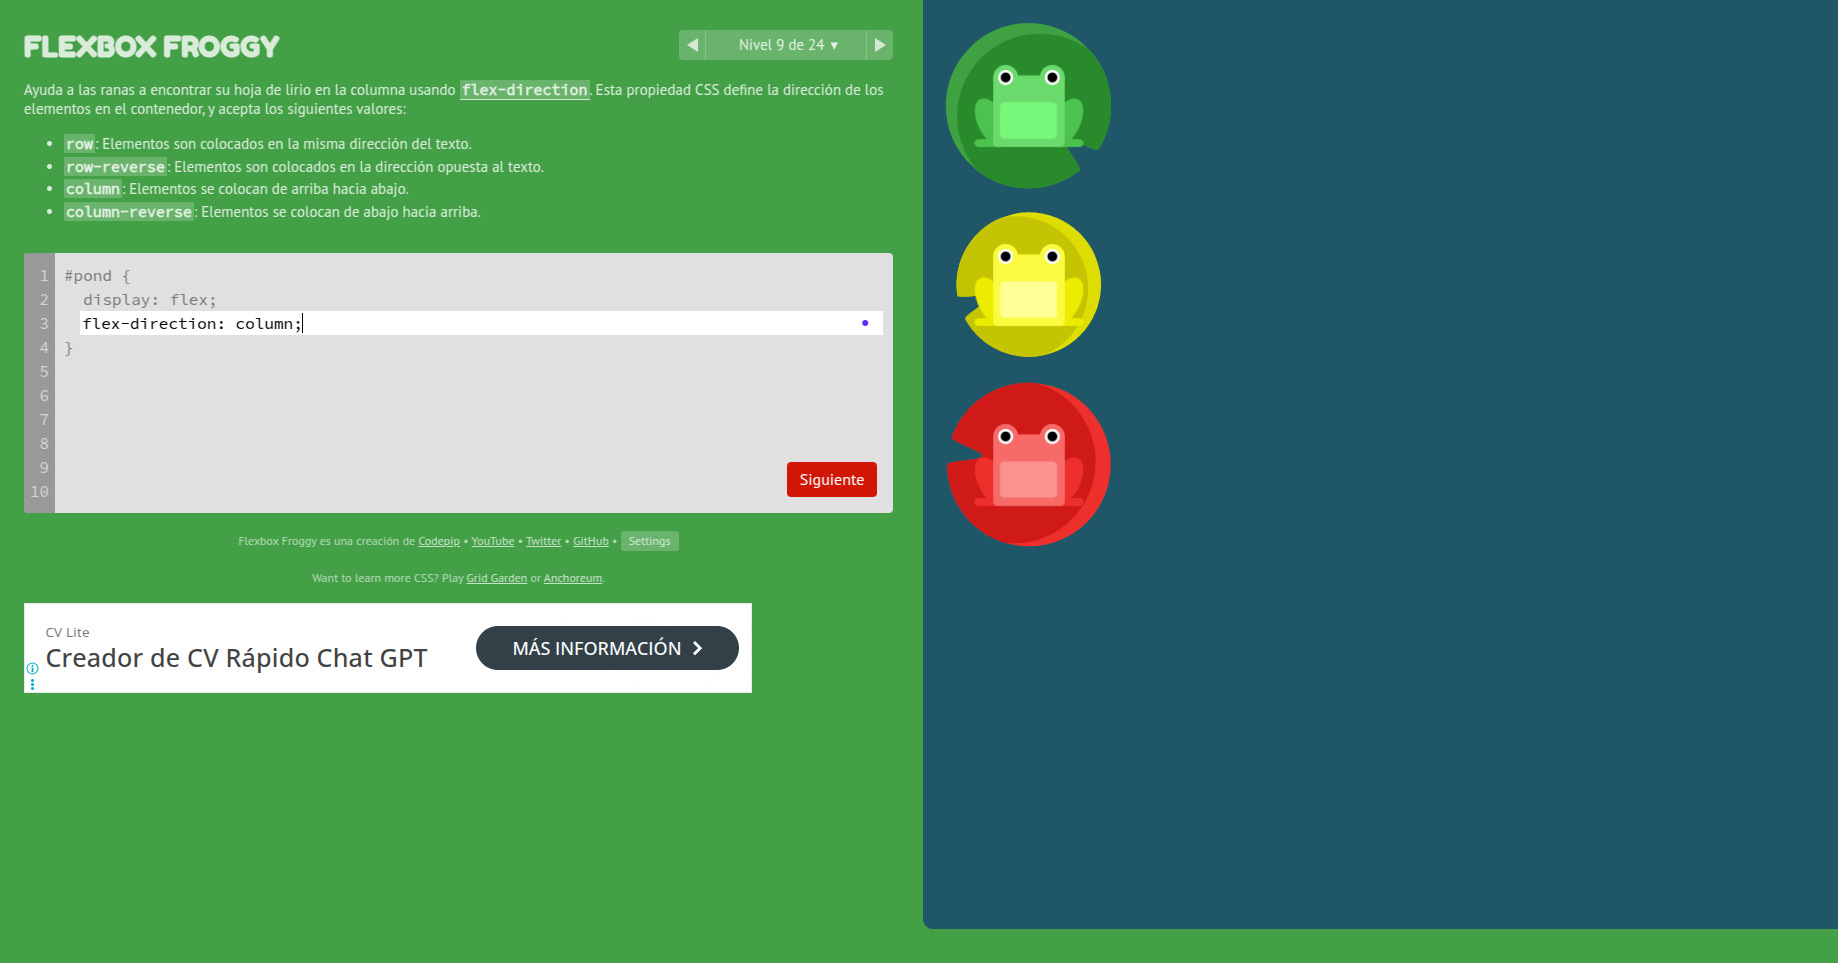 FLEXBOX FROGGY
Nivel 9 de 24 ▼
Ayuda a las ranas a encontrar su hoja de lirio en la columna usando flex-direction. Esta propiedad CSS define la dirección de los
elementos en el contenedor, y acepta los siguientes valores:
• row: Elementos son colocados en la misma dirección del texto.
• row-reverse: Elementos son colocados en la dirección opuesta al texto.
• column: Elementos se colocan de arriba hacia abajo.
• column-reverse: Elementos se colocan de abajo hacia arriba.
1 #pond {
2 display: flex;
3 flex-direction: column;
4 }
5
6
7
8
9
10
Siguiente
Flexbox Froggy es una creación de Codepip • YouTube • Twitter • GitHub • Settings
Want to learn more CSS? Play Grid Garden or Anchoreum.
CV Lite
Creador de CV Rápido Chat GPT
MÁS INFORMACIÓN